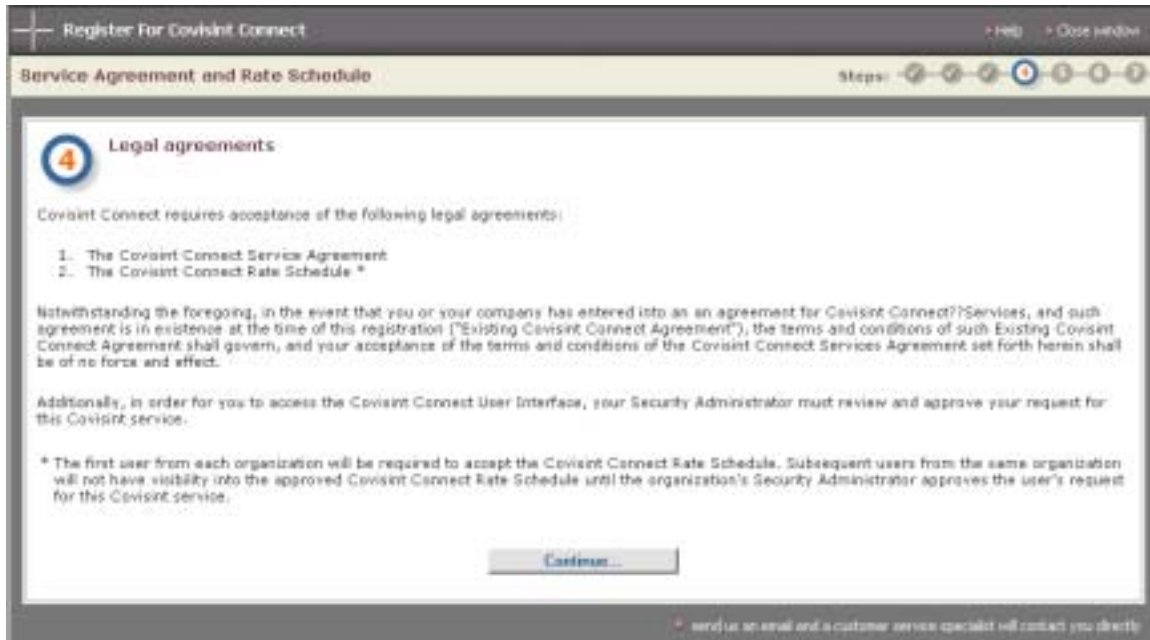 Register For Covisint Connect
Help Close window
Service Agreement and Rate Schedule
Steps: 4
4 Legal agreements
Covisint Connect requires acceptance of the following legal agreements:
1. The Covisint Connect Service Agreement
2. The Covisint Connect Rate Schedule *
Notwithstanding the foregoing, in the event that you or your company has entered into an an agreement for Covisint Connect??Services, and such
agreement is in existence at the time of this registration ("Existing Covisint Connect Agreement"), the terms and conditions of such Existing Covisint
Connect Agreement shall govern, and your acceptance of the terms and conditions of the Covisint Connect Services Agreement set forth herein shall
be of no force and effect.
Additionally, in order for you to access the Covisint Connect User Interface, your Security Administrator must review and approve your request for
this Covisint service.
* The first user from each organization will be required to accept the Covisint Connect Rate Schedule. Subsequent users from the same organization
will not have visibility into the approved Covisint Connect Rate Schedule until the organization's Security Administrator approves the user's request
for this Covisint service.
Continue...
send us an email and a customer service specialist will contact you directly